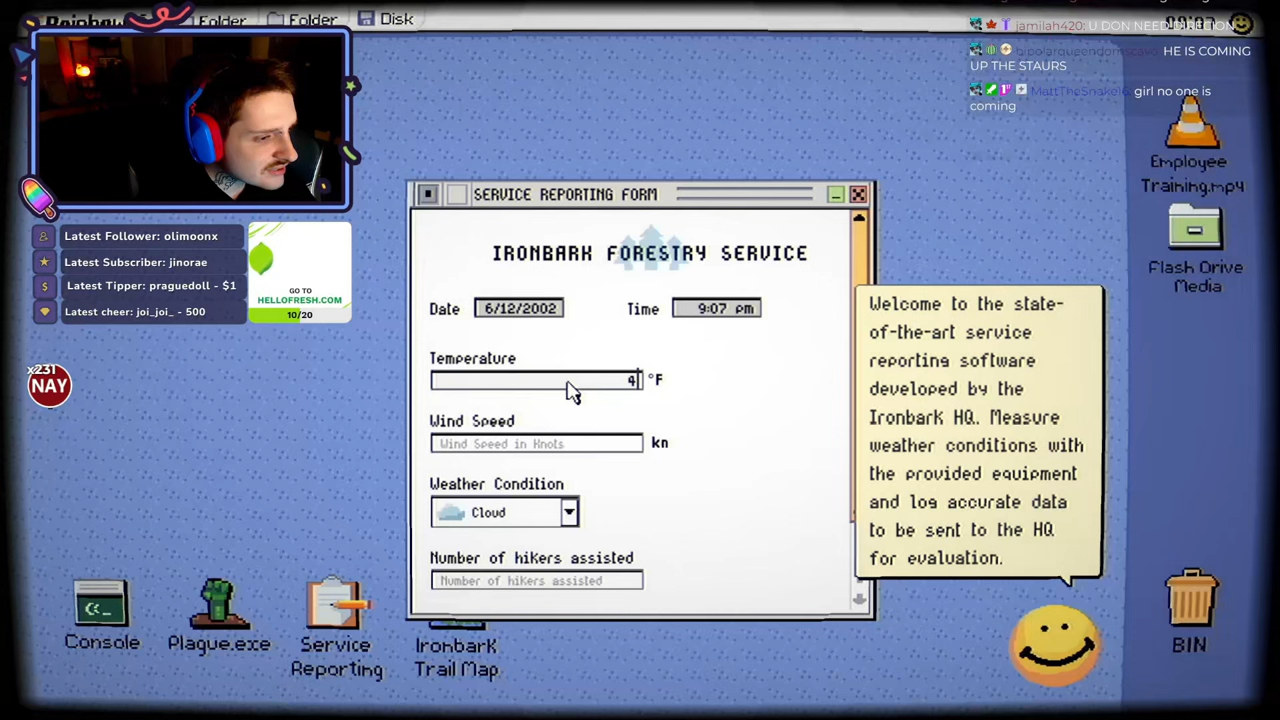 Folder
Folder
Disk
jamilah420: U DON NEED DIRECION
HE IS COMING
UP THE STAURS
MattTheSnake16: girl no one is
coming
Employee
Training.mp4
Flash Drive
Media
Latest Follower: olimoonx
Latest Subscriber: jinorae
Latest Tipper: praguedoll - $1
Latest cheer: joi_joi_ - 500
GO TO
HELLOFRESH.COM
10/20
x231
NAY
SERVICE REPORTING FORM
IRONBARK FORESTRY SERVICE
Date 6/12/2002 Time 9:07 pm
Temperature
4 °F
Wind Speed
Wind Speed in Knots kn
Weather Condition
Cloud
Number of hikers assisted
Number of hikers assisted
Welcome to the state-
of-the-art service
reporting software
developed by the
Ironbark HQ. Measure
weather conditions with
the provided equipment
and log accurate data
to be sent to the HQ
for evaluation.
Console
Plague.exe
Service
Reporting
Ironbark
Trail Map
BIN